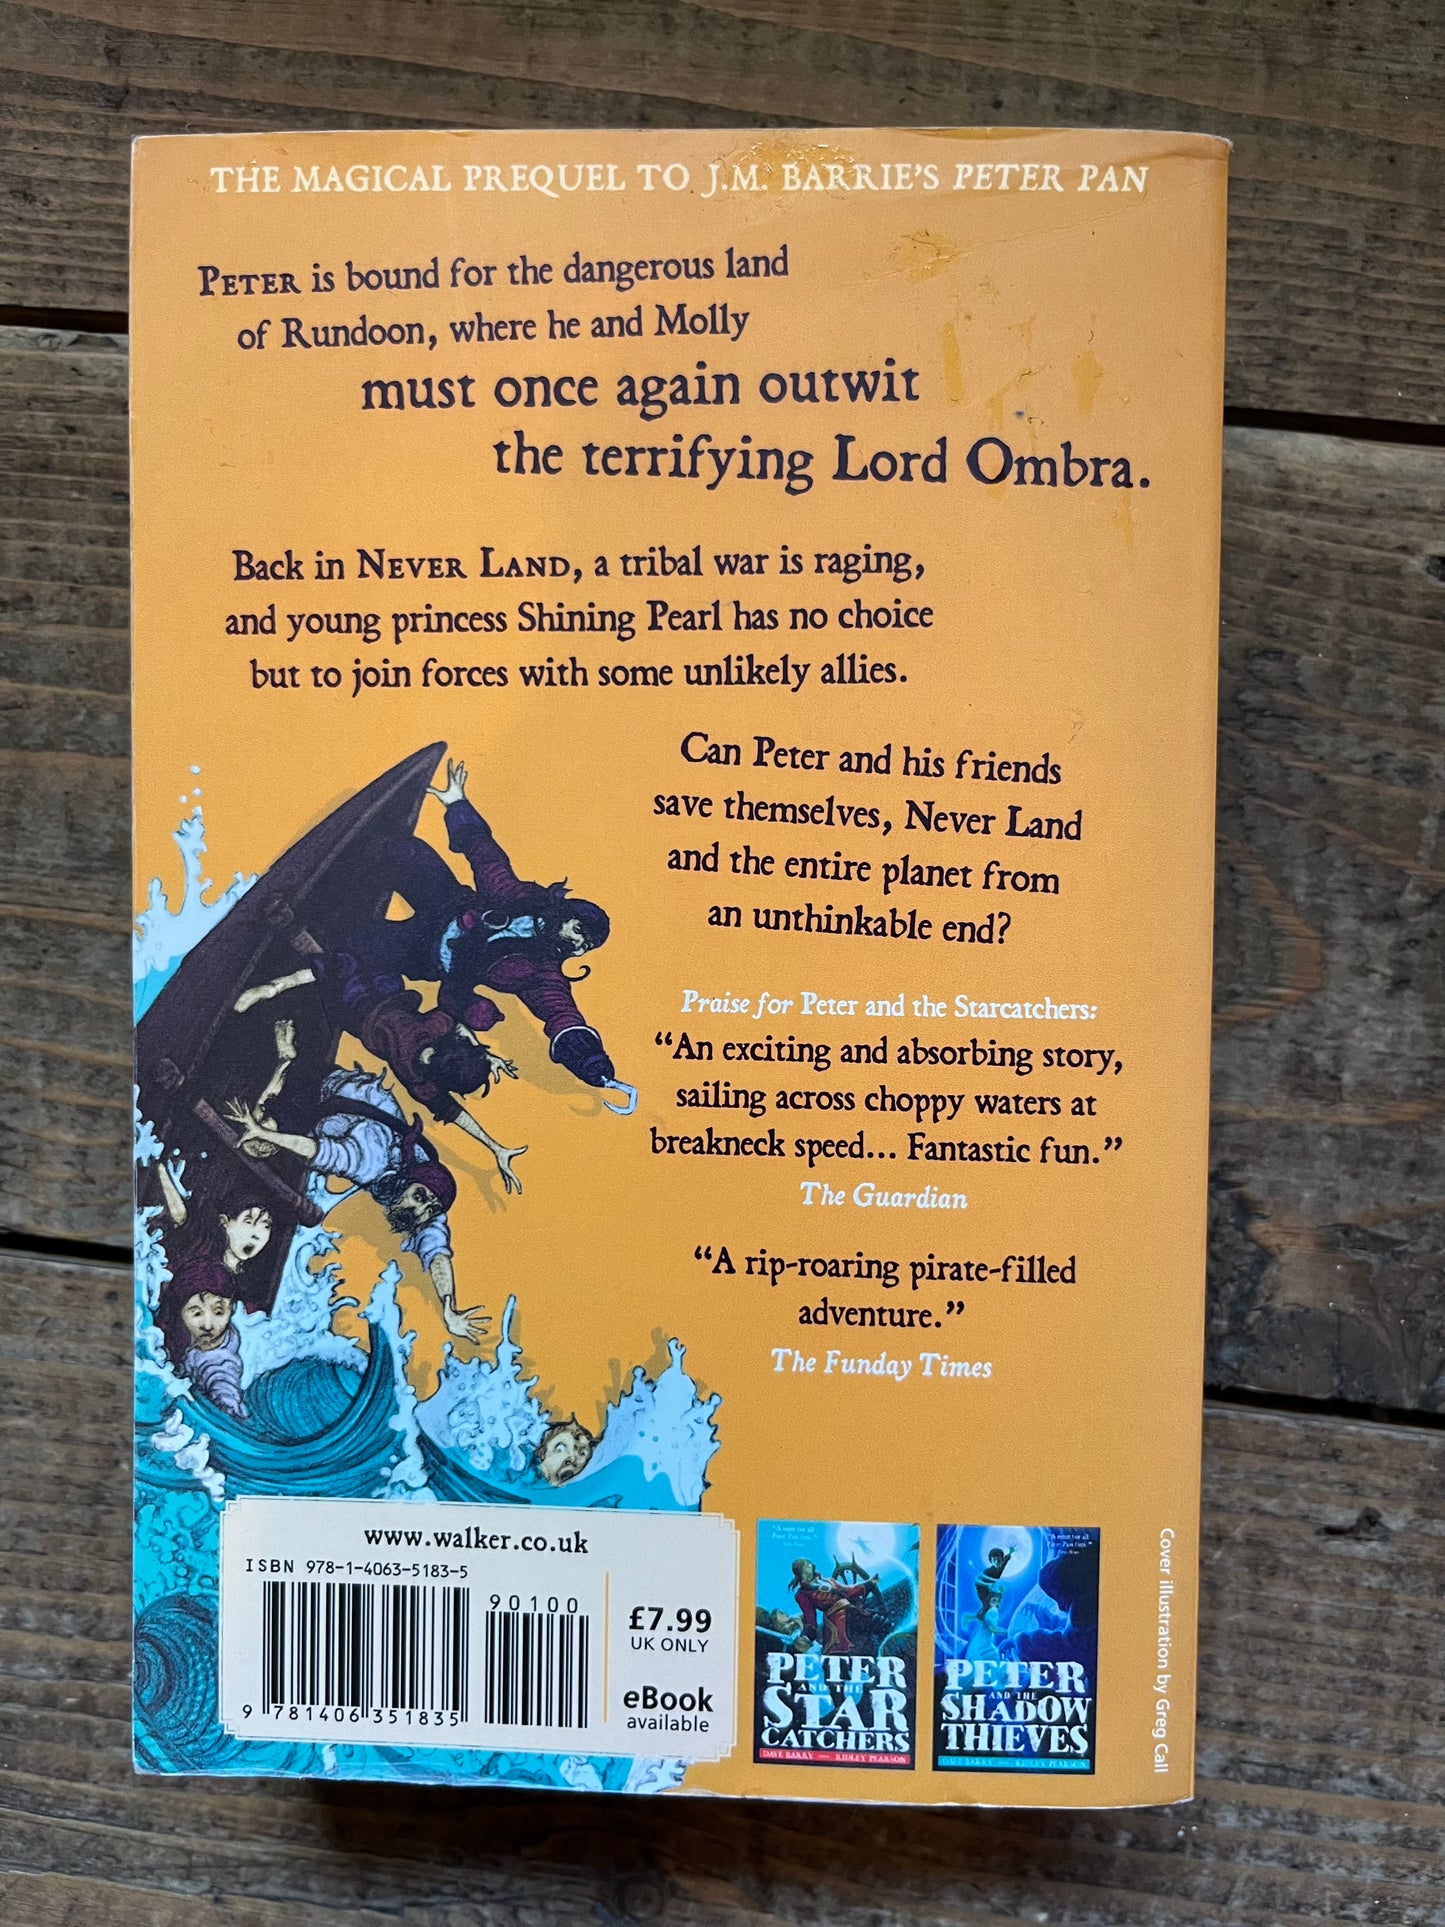 THE MAGICAL PREQUEL TO J.M. BARRIE'S PETER PAN
PETER is bound for the dangerous land
of Rundoon, where he and Molly
must once again outwit
the terrifying Lord Ombra.
Back in NEVER LAND, a tribal war is raging,
and young princess Shining Pearl has no choice
but to join forces with some unlikely allies.
Can Peter and his friends
save themselves, Never Land
and the entire planet from
an unthinkable end?
Praise for Peter and the Starcatchers:
“An exciting and absorbing story,
sailing across choppy waters at
breakneck speed... Fantastic fun.”
The Guardian
“A rip-roaring pirate-filled
adventure.”
The Funday Times
www.walker.co.uk
ISBN 978-1-4063-5183-5
90100
9 781406 351835
£7.99
UK ONLY
eBook
available
PETER
AND THE
STAR
CATCHERS
DAVE BARRY — RIDLEY PEARSON
PETER
AND THE
SHADOW
THIEVES
DAVE BARRY — RIDLEY PEARSON
Cover illustration by Greg Call